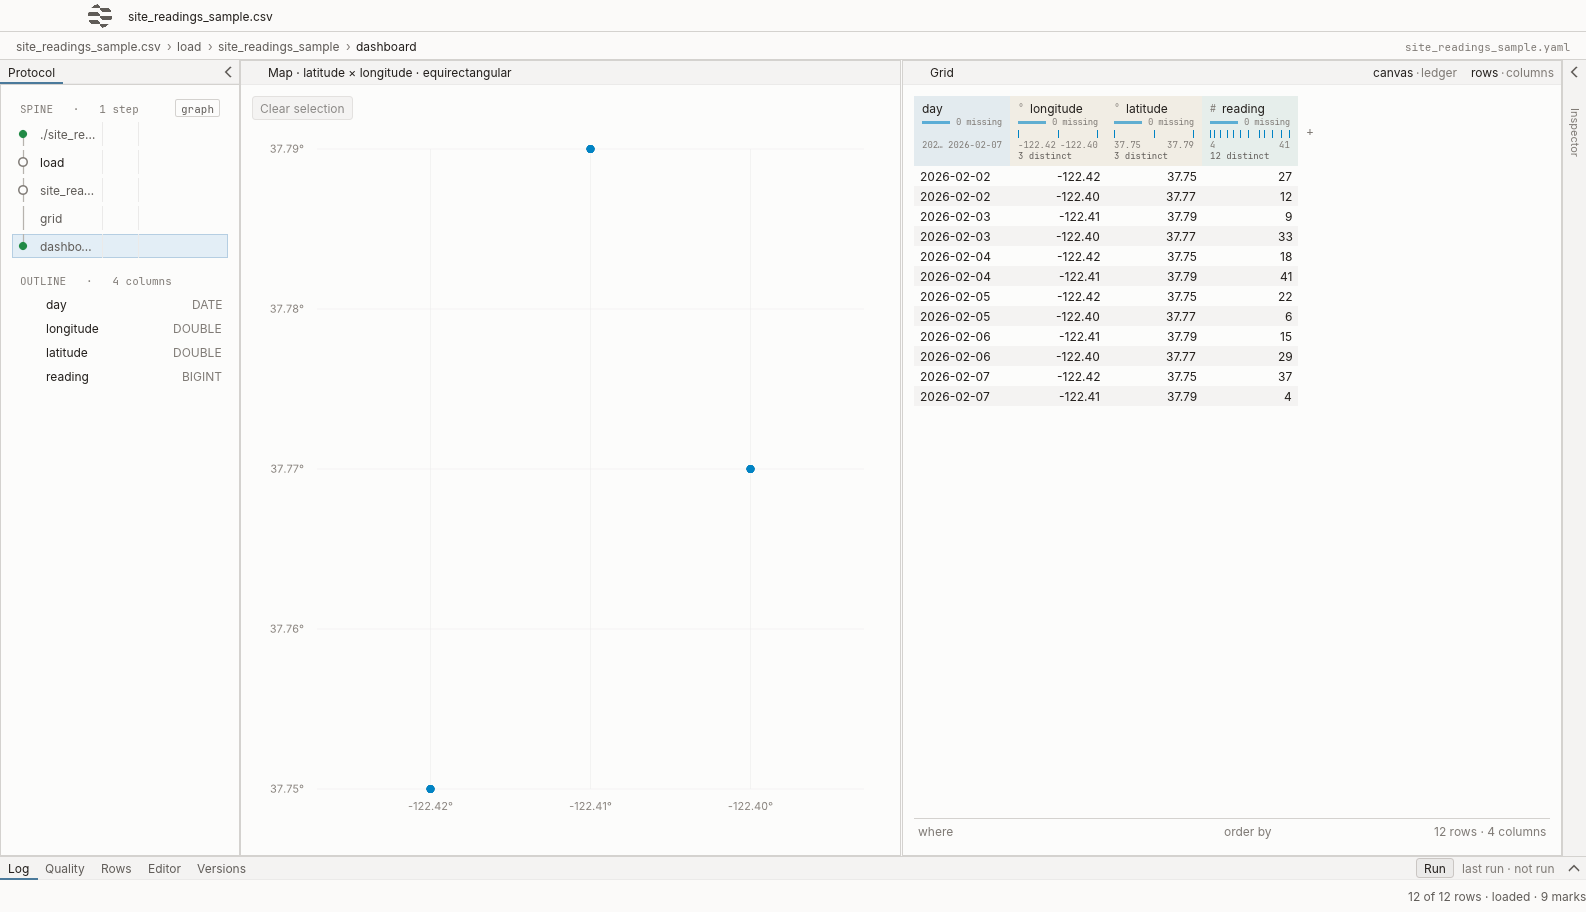 site_readings_sample.csv
site_readings_sample.csv › load › site_readings_sample › dashboard
site_readings_sample.yaml
Protocol
SPINE · 1 step graph
./site_re...
load
site_rea...
grid
dashbo...
OUTLINE · 4 columns
day DATE
longitude DOUBLE
latitude DOUBLE
reading BIGINT
Map · latitude × longitude · equirectangular
Clear selection
37.79°
37.78°
37.77°
37.76°
37.75°
-122.42° -122.41° -122.40°
Grid
canvas · ledger rows · columns
day ° longitude ° latitude # reading
0 missing 0 missing 0 missing 0 missing
+
202… 2026-02-07 -122.42 -122.40 37.75 37.79 4 41
3 distinct 3 distinct 12 distinct
2026-02-02 -122.42 37.75 27
2026-02-02 -122.40 37.77 12
2026-02-03 -122.41 37.79 9
2026-02-03 -122.40 37.77 33
2026-02-04 -122.42 37.75 18
2026-02-04 -122.41 37.79 41
2026-02-05 -122.42 37.75 22
2026-02-05 -122.40 37.77 6
2026-02-06 -122.41 37.79 15
2026-02-06 -122.40 37.77 29
2026-02-07 -122.42 37.75 37
2026-02-07 -122.41 37.79 4
where order by 12 rows · 4 columns
Inspector
Log Quality Rows Editor Versions
Run last run · not run
12 of 12 rows · loaded · 9 marks